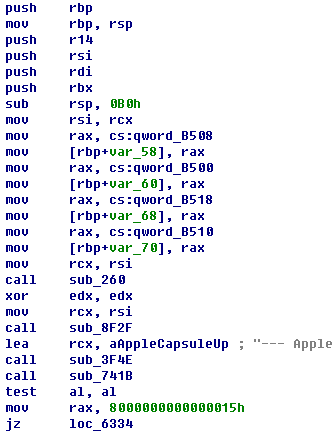 push rbp
mov rbp, rsp
push r14
push rsi
push rdi
push rbx
sub rsp, 0B0h
mov rsi, rcx
mov rax, cs:qword_B508
mov [rbp+var_58], rax
mov rax, cs:qword_B500
mov [rbp+var_60], rax
mov rax, cs:qword_B518
mov [rbp+var_68], rax
mov rax, cs:qword_B510
mov [rbp+var_70], rax
mov rcx, rsi
call sub_260
xor edx, edx
mov rcx, rsi
call sub_8F2F
lea rcx, aAppleCapsuleUp ; "--- Apple
call sub_3F4E
call sub_741B
test al, al
mov rax, 8000000000000015h
jz loc_6334